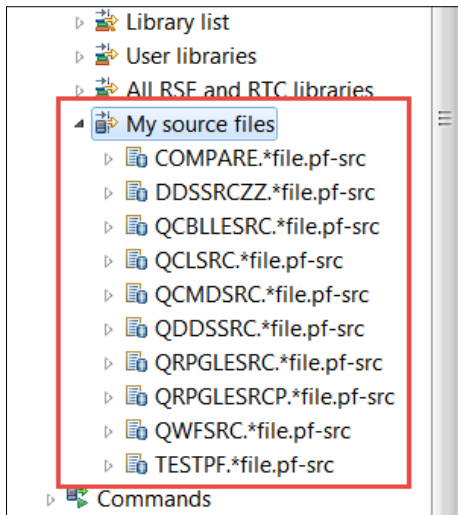 Library list
User libraries
All RSE and RTC libraries
My source files
COMPARE.*file.pf-src
DDSSRCZZ.*file.pf-src
QCBLLESRC.*file.pf-src
QCLSRC.*file.pf-src
QCMDSRC.*file.pf-src
QDDSSRC.*file.pf-src
QRPGLESRC.*file.pf-src
QRPGLESRCP.*file.pf-src
QWFSRC.*file.pf-src
TESTPF.*file.pf-src
Commands